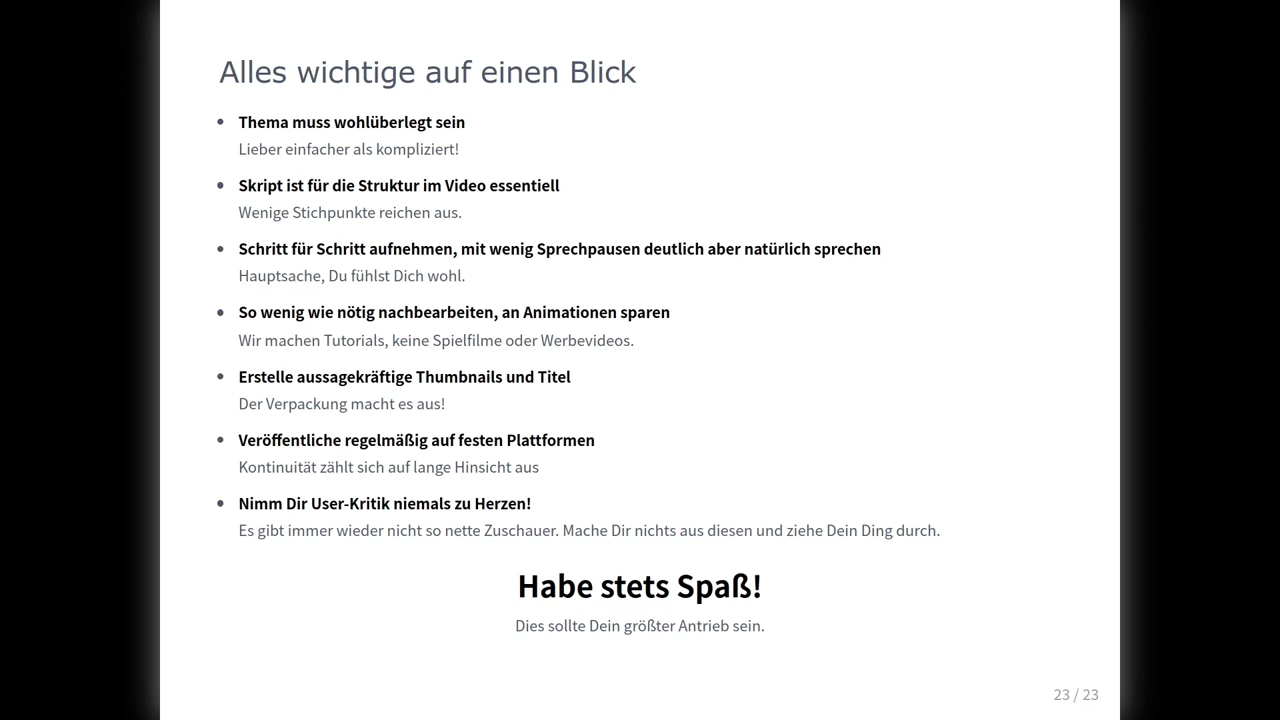 Alles wichtige auf einen Blick
• Thema muss wohlüberlegt sein
Lieber einfacher als kompliziert!
• Skript ist für die Struktur im Video essentiell
Wenige Stichpunkte reichen aus.
• Schritt für Schritt aufnehmen, mit wenig Sprechpausen deutlich aber natürlich sprechen
Hauptsache, Du fühlst Dich wohl.
• So wenig wie nötig nachbearbeiten, an Animationen sparen
Wir machen Tutorials, keine Spielfilme oder Werbevideos.
• Erstelle aussagekräftige Thumbnails und Titel
Der Verpackung macht es aus!
• Veröffentliche regelmäßig auf festen Plattformen
Kontinuität zählt sich auf lange Hinsicht aus
• Nimm Dir User-Kritik niemals zu Herzen!
Es gibt immer wieder nicht so nette Zuschauer. Mache Dir nichts aus diesen und ziehe Dein Ding durch.
Habe stets Spaß!
Dies sollte Dein größter Antrieb sein.
23 / 23